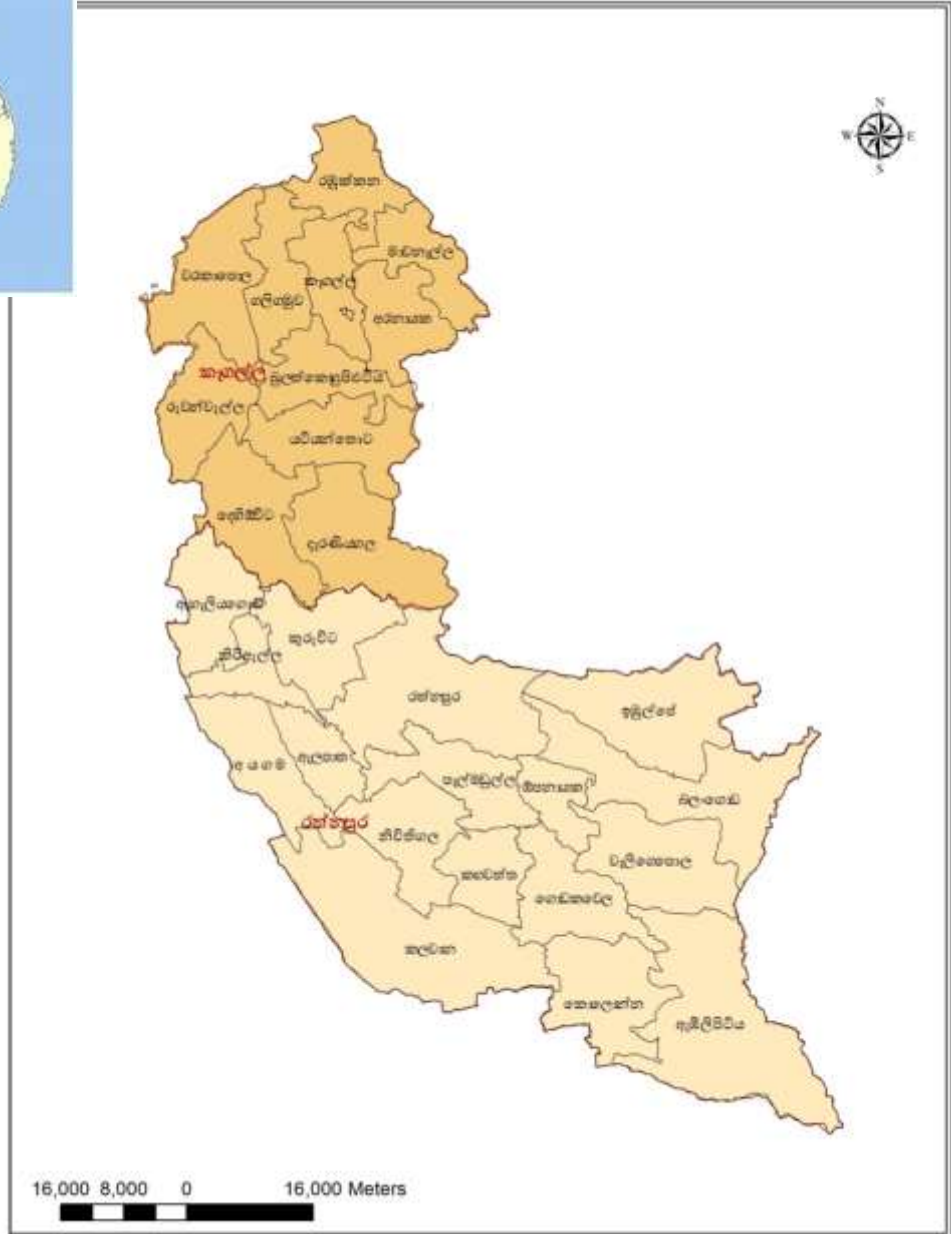 N
W E
S
රඹුක්කන
මාවනැල්ල
වරකාපොල
කෑගල්ල
ගලිගමුව
අරනායක
කෑගල්ල
බුලත්කොහුපිටිය
රුවන්වැල්ල
යටියන්තොට
දෙහිඕවිට
දැරණියගල
ඇහැලියගොඩ
කුරුවිට
කිරිඇල්ල
රත්නපුර
ඉඹුල්පේ
අ ය ග ම
ඇලපාත
පැල්මඩුල්ල
ඕපනායක
බලංගොඩ
රත්නපුර
නිවිතිගල
වැලිගෙපොල
කහවත්ත
ගොඩකවෙල
කලවාන
කොලොන්න
ඇඹිලිපිටිය
16,000 8,000 0 16,000 Meters